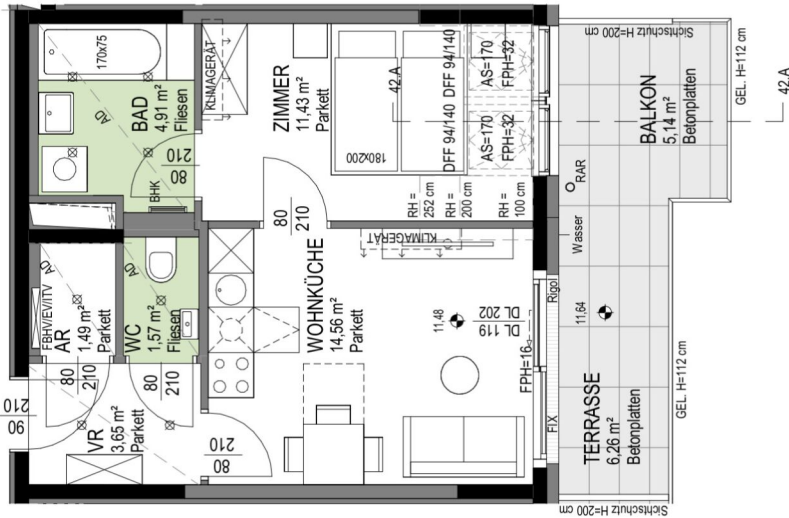 170x75
AD
BAD
4,91 m²
Fliesen
80
210
BHK
KLIMAGERÄT
ZIMMER
11,43 m²
Parkett
180x200
42.A
DFF 94/140
DFF 94/140
AS=170
FPH=32
AS=170
FPH=32
RH =
252 cm
RH =
200 cm
RH =
100 cm
80
210
Sichtschutz H=200 cm
BALKON
5,14 m²
Betonplatten
GEL. H=112 cm
42.A
RAR
Wasser
AD
FBHV/EV/ITV
AR
1,49 m²
Parkett
80
210
AD
WC
1,57 m²
Fliesen
80
210
WOHNKÜCHE
14,56 m²
Parkett
KLIMAGERÄT
11,48
DL 119
DL 202
FPH=16
Rigol
FIX
11,64
TERRASSE
6,26 m²
Betonplatten
GEL. H=112 cm
Sichtschutz H=200 cm
90
210
VR
3,65 m²
Parkett
80
210